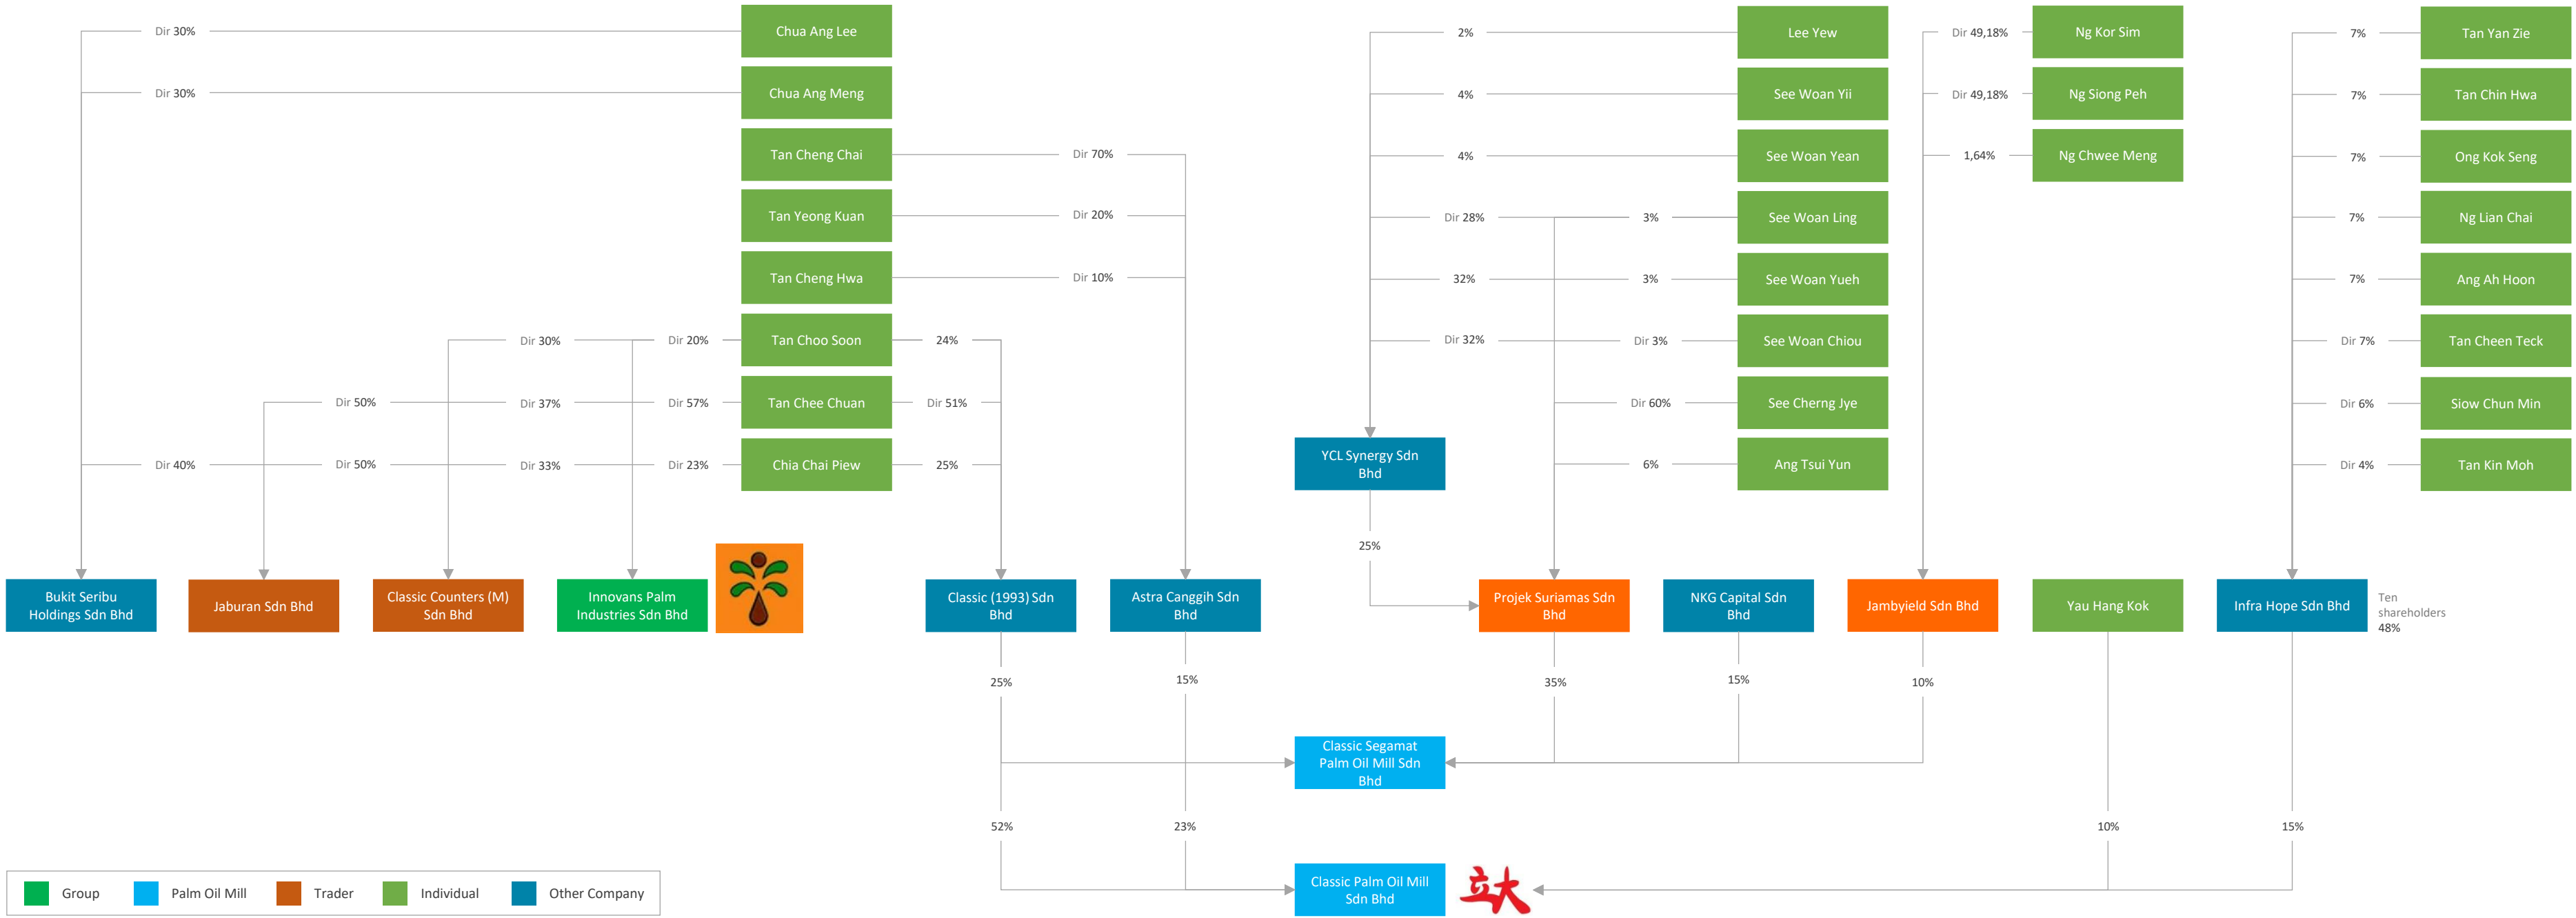 Dir 30%
Chua Ang Lee
2%
Lee Yew
Dir 49,18%
Ng Kor Sim
7%
Tan Yan Zie
Dir 30%
Chua Ang Meng
4%
See Woan Yii
Dir 49,18%
Ng Siong Peh
7%
Tan Chin Hwa
Tan Cheng Chai
Dir 70%
4%
See Woan Yean
1,64%
Ng Chwee Meng
7%
Ong Kok Seng
Tan Yeong Kuan
Dir 20%
Dir 28%
3%
See Woan Ling
7%
Ng Lian Chai
Tan Cheng Hwa
Dir 10%
32%
3%
See Woan Yueh
7%
Ang Ah Hoon
Dir 30%
Dir 20%
Tan Choo Soon
24%
Dir 32%
Dir 3%
See Woan Chiou
Dir 7%
Tan Cheen Teck
Dir 50%
Dir 37%
Dir 57%
Tan Chee Chuan
Dir 51%
Dir 60%
See Cherng Jye
Dir 6%
Siow Chun Min
Dir 40%
Dir 50%
Dir 33%
Dir 23%
Chia Chai Piew
25%
YCL Synergy Sdn
Bhd
6%
Ang Tsui Yun
Dir 4%
Tan Kin Moh
25%
Bukit Seribu
Holdings Sdn Bhd
Jaburan Sdn Bhd
Classic Counters (M)
Sdn Bhd
Innovans Palm
Industries Sdn Bhd
Classic (1993) Sdn
Bhd
Astra Canggih Sdn
Bhd
Projek Suriamas Sdn
Bhd
NKG Capital Sdn
Bhd
Jambyield Sdn Bhd
Yau Hang Kok
Infra Hope Sdn Bhd
Ten
shareholders
48%
25%
15%
35%
15%
10%
Classic Segamat
Palm Oil Mill Sdn
Bhd
52%
23%
10%
15%
Classic Palm Oil Mill
Sdn Bhd
立大
Group
Palm Oil Mill
Trader
Individual
Other Company